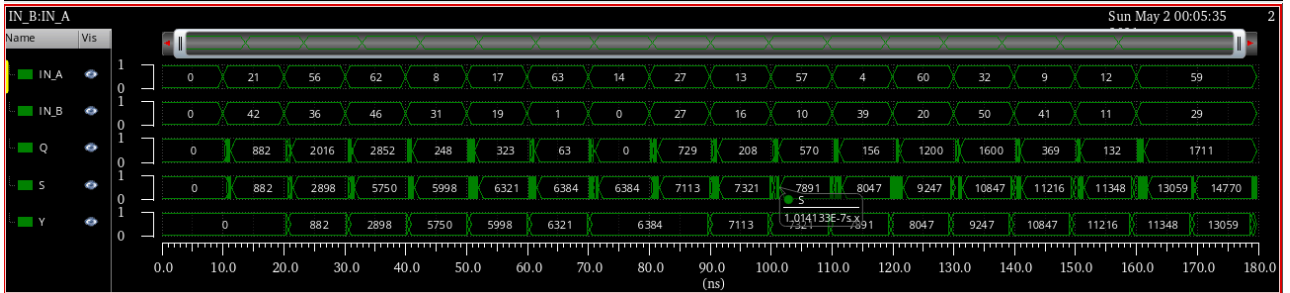 IN_B:IN_A Sun May 2 00:05:35 2
Name Vis
IN_A 1 0 0 21 56 62 8 17 63 14 27 13 57 4 60 32 9 12 59
IN_B 1 0 0 42 36 46 31 19 1 0 27 16 10 39 20 50 41 11 29
Q 1 0 0 882 2016 2852 248 323 63 0 729 208 570 156 1200 1600 369 132 1711
S 1 0 0 882 2898 5750 5998 6321 6384 6384 7113 7321 7891 8047 9247 10847 11216 11348 13059 14770
S
1.014133E-7s,x
Y 1 0 0 882 2898 5750 5998 6321 6384 7113 7321 7891 8047 9247 10847 11216 11348 13059
0.0 10.0 20.0 30.0 40.0 50.0 60.0 70.0 80.0 90.0 100.0 110.0 120.0 130.0 140.0 150.0 160.0 170.0 180.0
(ns)